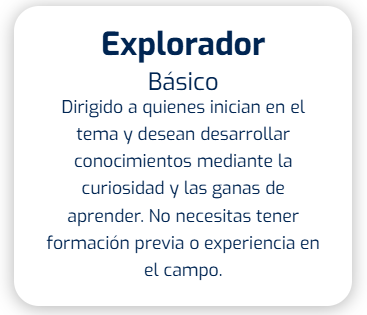 Explorador
Básico
Dirigido a quienes inician en el
tema y desean desarrollar
conocimientos mediante la
curiosidad y las ganas de
aprender. No necesitas tener
formación previa o experiencia en
el campo.